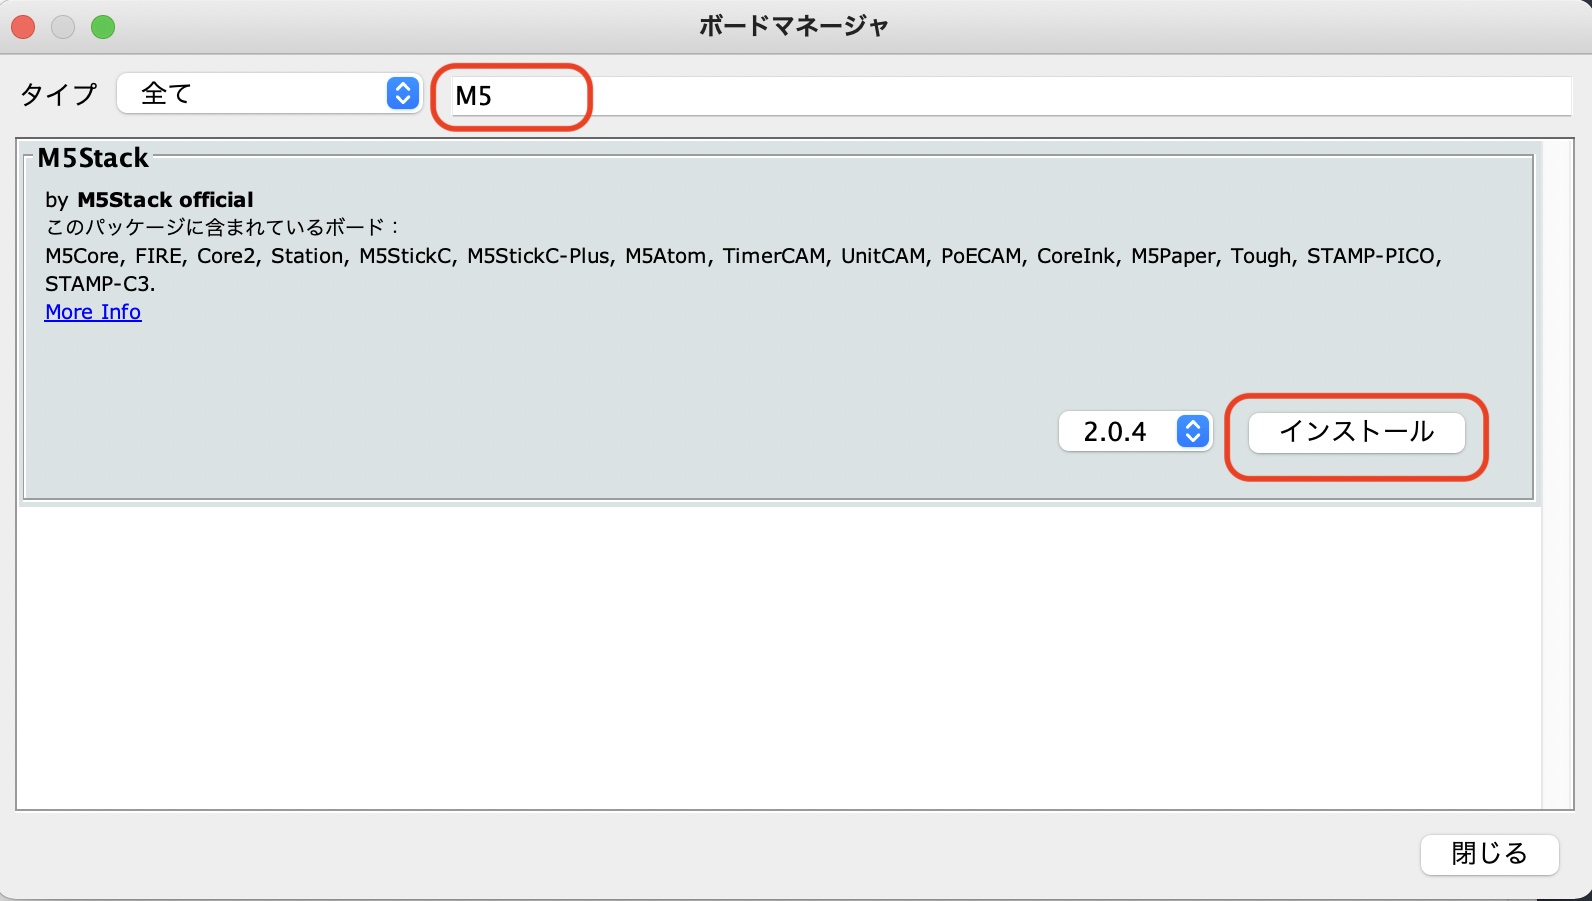 ボードマネージャ
タイプ 全て M5
M5Stack
by M5Stack official
このパッケージに含まれているボード：
M5Core, FIRE, Core2, Station, M5StickC, M5StickC-Plus, M5Atom, TimerCAM, UnitCAM, PoECAM, CoreInk, M5Paper, Tough, STAMP-PICO,
STAMP-C3.
More Info
2.0.4 インストール
閉じる